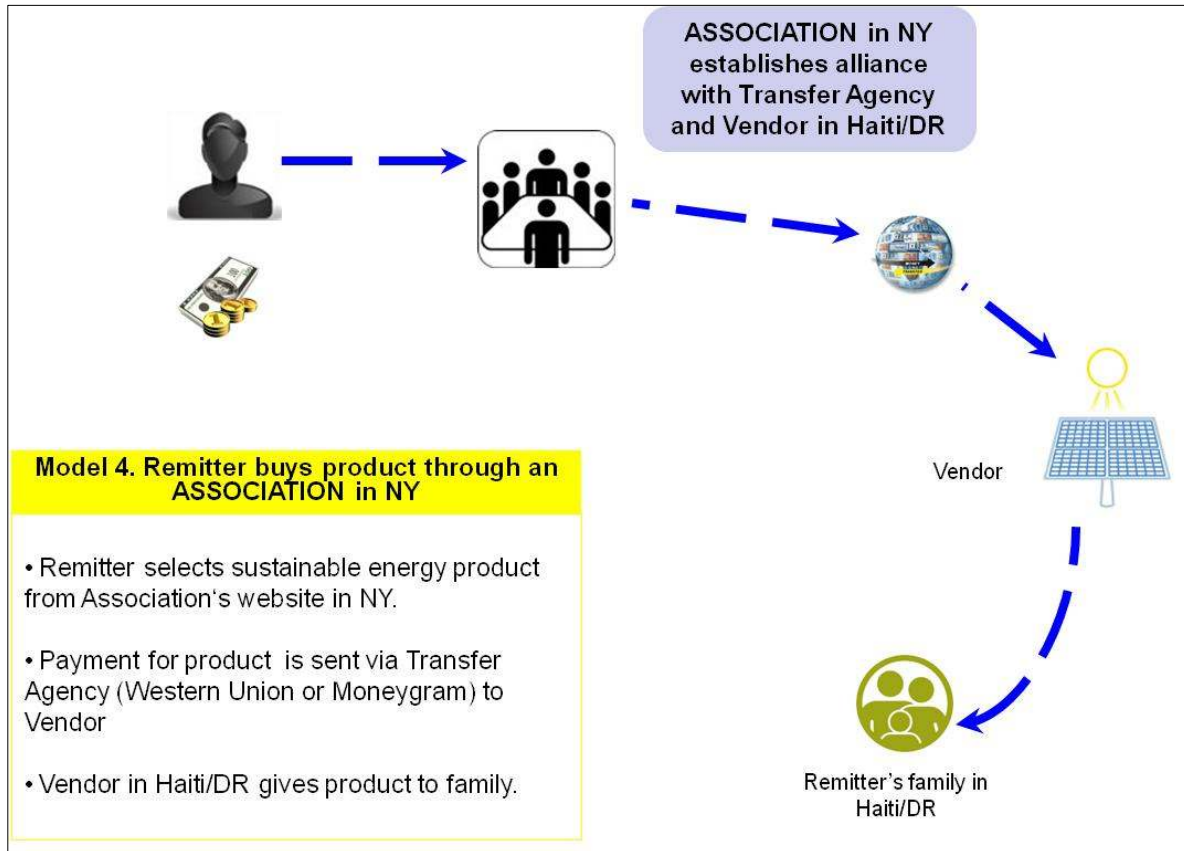 ASSOCIATION in NY
establishes alliance
with Transfer Agency
and Vendor in Haiti/DR
Vendor
Model 4. Remitter buys product through an
ASSOCIATION in NY
• Remitter selects sustainable energy product
from Association‘s website in NY.
• Payment for product is sent via Transfer
Agency (Western Union or Moneygram) to
Vendor
• Vendor in Haiti/DR gives product to family.
Remitter’s family in
Haiti/DR